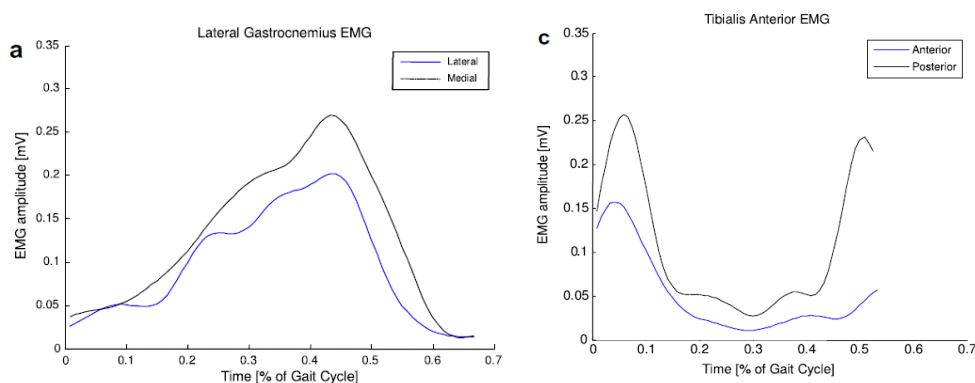 a
Lateral Gastrocnemius EMG
0.35
0.3
0.25
0.2
0.15
0.1
0.05
0
EMG amplitude [mV]
Lateral
Medial
0 0.1 0.2 0.3 0.4 0.5 0.6 0.7
Time [% of Gait Cycle]
c
Tibialis Anterior EMG
0.35
0.3
0.25
0.2
0.15
0.1
0.05
0
EMG amplitude [mV]
Anterior
Posterior
0 0.1 0.2 0.3 0.4 0.5 0.6 0.7
Time [% of Gait Cycle]